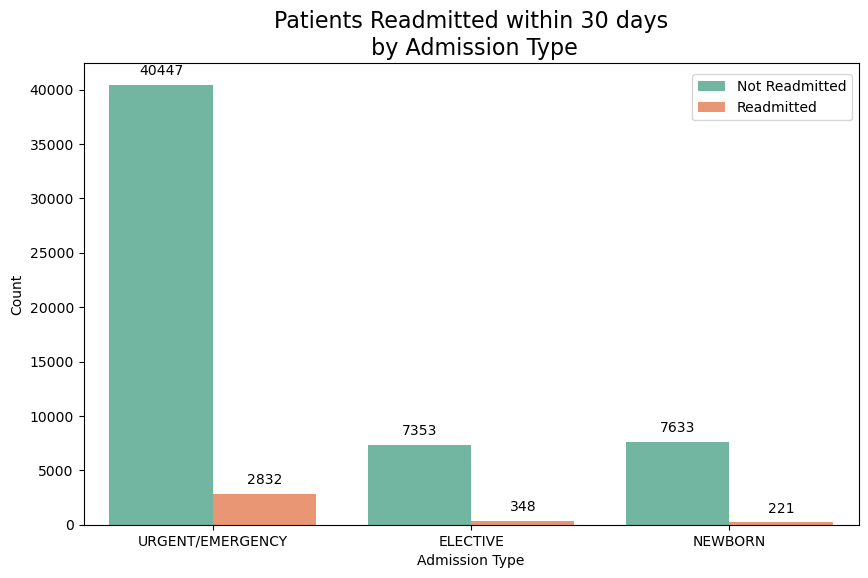 Patients Readmitted within 30 days
by Admission Type
40447
Not Readmitted
Readmitted
40000
35000
30000
25000
20000
15000
10000
5000
0
Count
7353
7633
2832
348
221
URGENT/EMERGENCY
ELECTIVE
NEWBORN
Admission Type